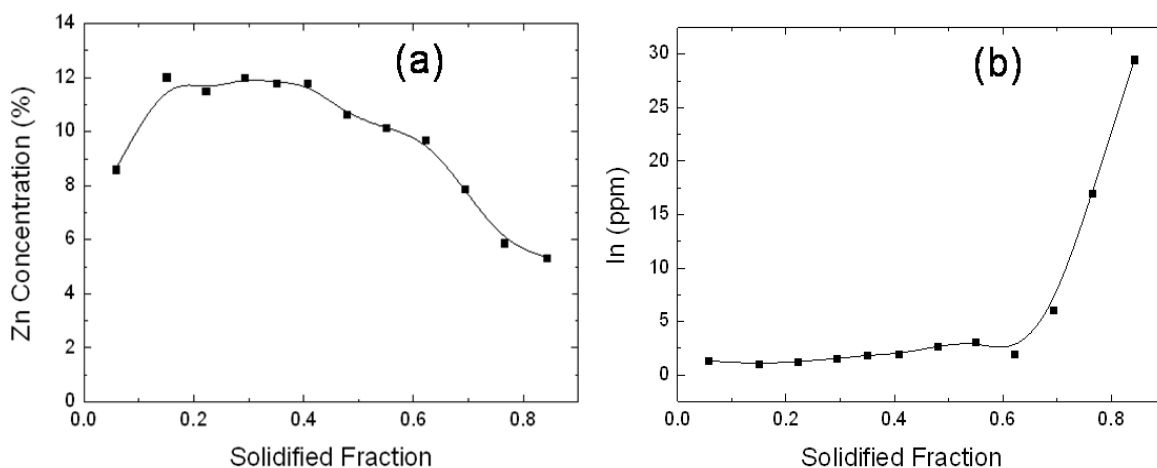 (a)
Zn Concentration (%)
14
12
10
8
6
4
2
0
0.0 0.2 0.4 0.6 0.8
Solidified Fraction
(b)
In (ppm)
30
25
20
15
10
5
0
0.0 0.2 0.4 0.6 0.8
Solidified Fraction